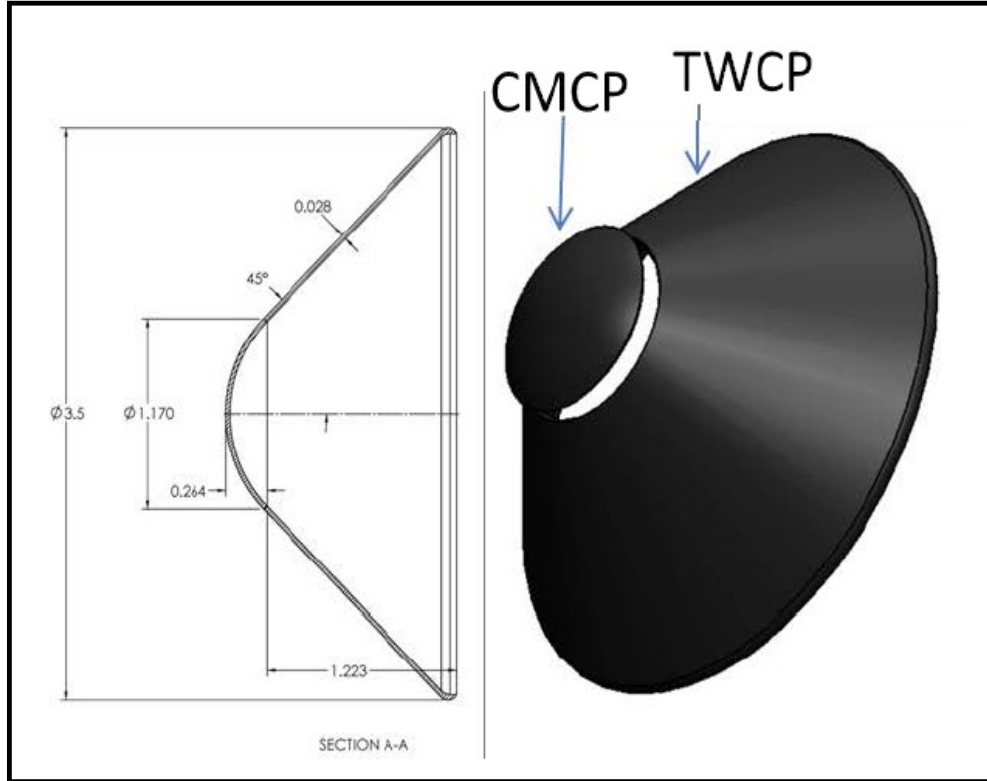 CMCP
TWCP
0.028
45°
Ø3.5
Ø1.170
0.264
1.223
SECTION A-A